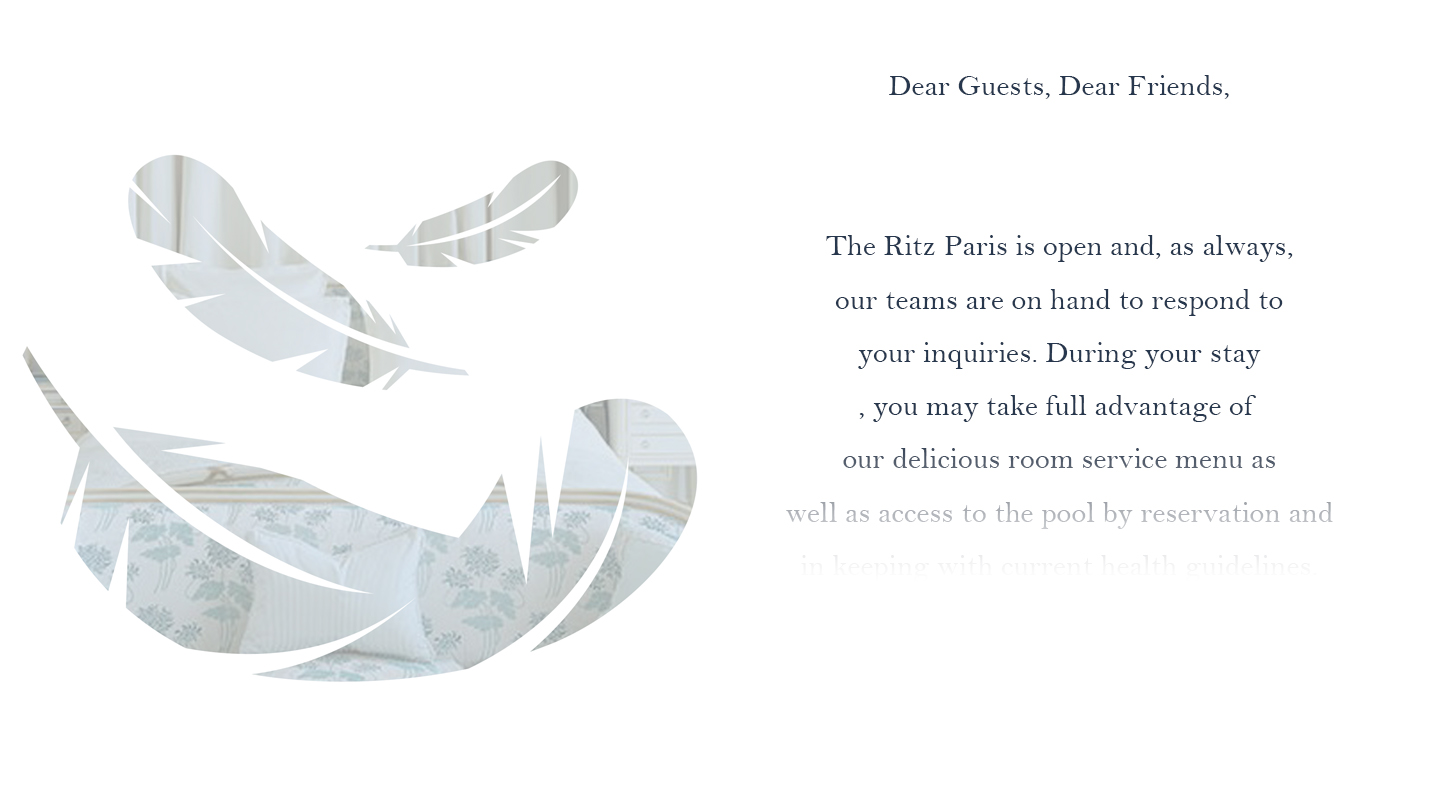 Dear Guests, Dear Friends,
The Ritz Paris is open and, as always,
our teams are on hand to respond to
your inquiries. During your stay
, you may take full advantage of
our delicious room service menu as
well as access to the pool by reservation and
in keeping with current health guidelines